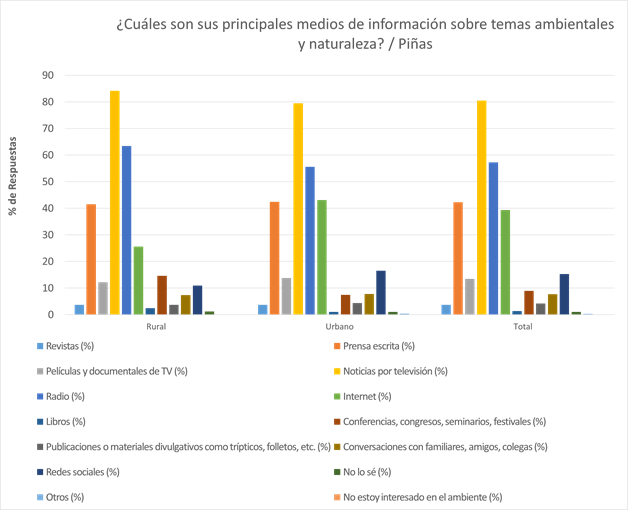 ¿Cuáles son sus principales medios de información sobre temas ambientales
y naturaleza? / Piñas
% de Respuestas
90
80
70
60
50
40
30
20
10
0
Rural
Urbano
Total
Revistas (%)
Prensa escrita (%)
Películas y documentales de TV (%)
Noticias por televisión (%)
Radio (%)
Internet (%)
Libros (%)
Conferencias, congresos, seminarios, festivales (%)
Publicaciones o materiales divulgativos como trípticos, folletos, etc. (%)
Conversaciones con familiares, amigos, colegas (%)
Redes sociales (%)
No lo sé (%)
Otros (%)
No estoy interesado en el ambiente (%)